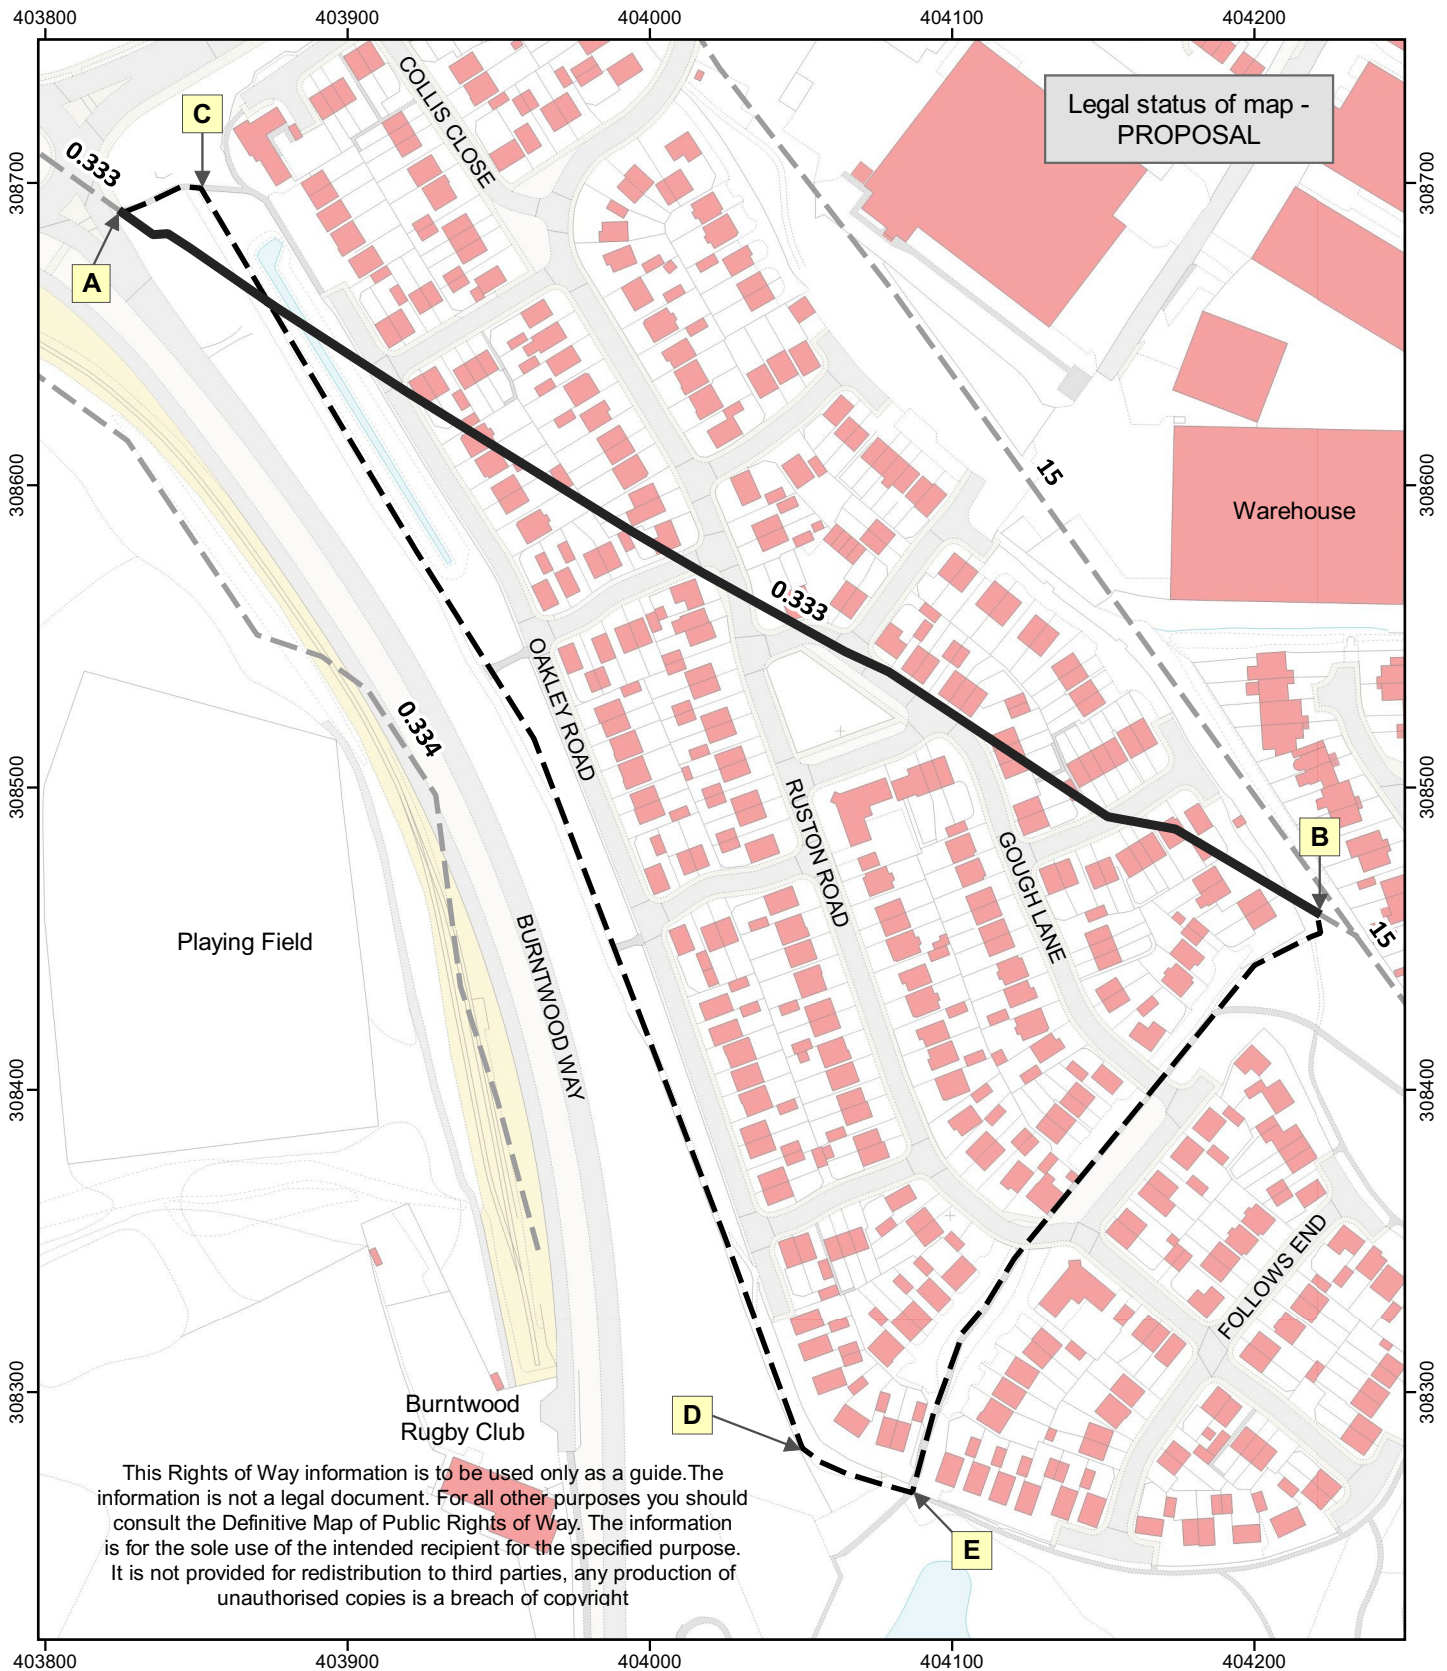 403800 403900 404000 404100 404200
COLLIS CLOSE
Legal status of map -
PROPOSAL
C
0.333
308700
308700
A
15
308600
308600
Warehouse
0.333
OAKLEY ROAD
0.334
308500
308500
RUSTON ROAD
GOUGH LANE
B
15
Playing Field
BURNTWOOD WAY
308400
308400
FOLLOWS END
308300
308300
Burntwood
Rugby Club
D
This Rights of Way information is to be used only as a guide.The
information is not a legal document. For all other purposes you should
consult the Definitive Map of Public Rights of Way. The information
is for the sole use of the intended recipient for the specified purpose.
It is not provided for redistribution to third parties, any production of
unauthorised copies is a breach of copyright
E
403800 403900 404000 404100 404200